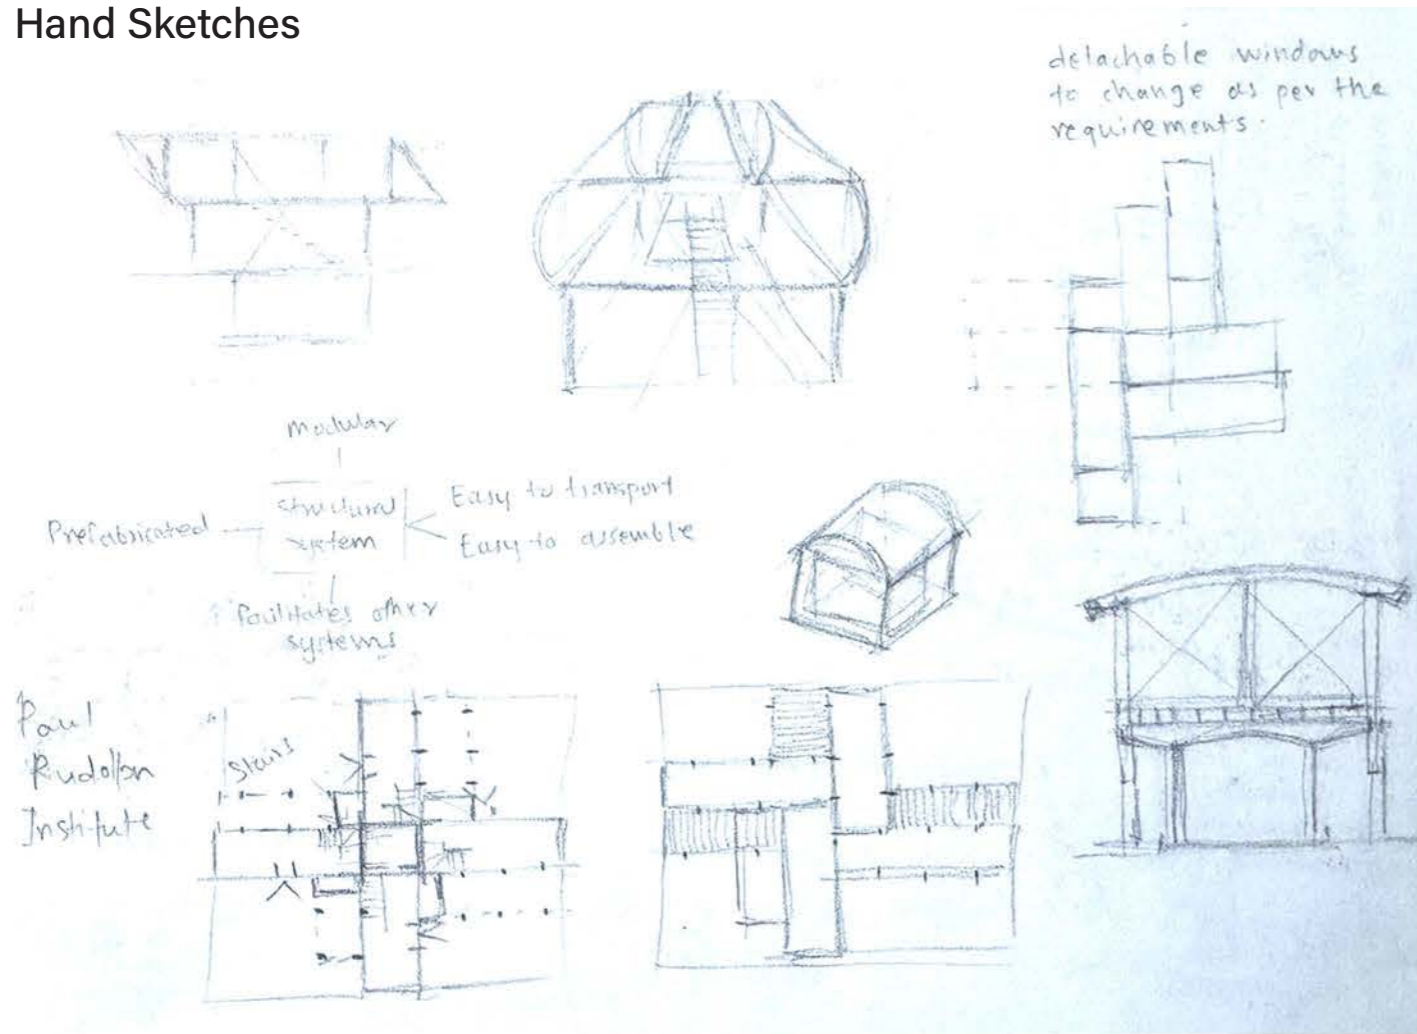 Hand Sketches
detachable windows
to change as per the
requirements.
Modular
Structural
system
Prefabricated
Easy to transport
Easy to assemble
facilitates other
systems
Paul
Rudolph
Institute
Stairs